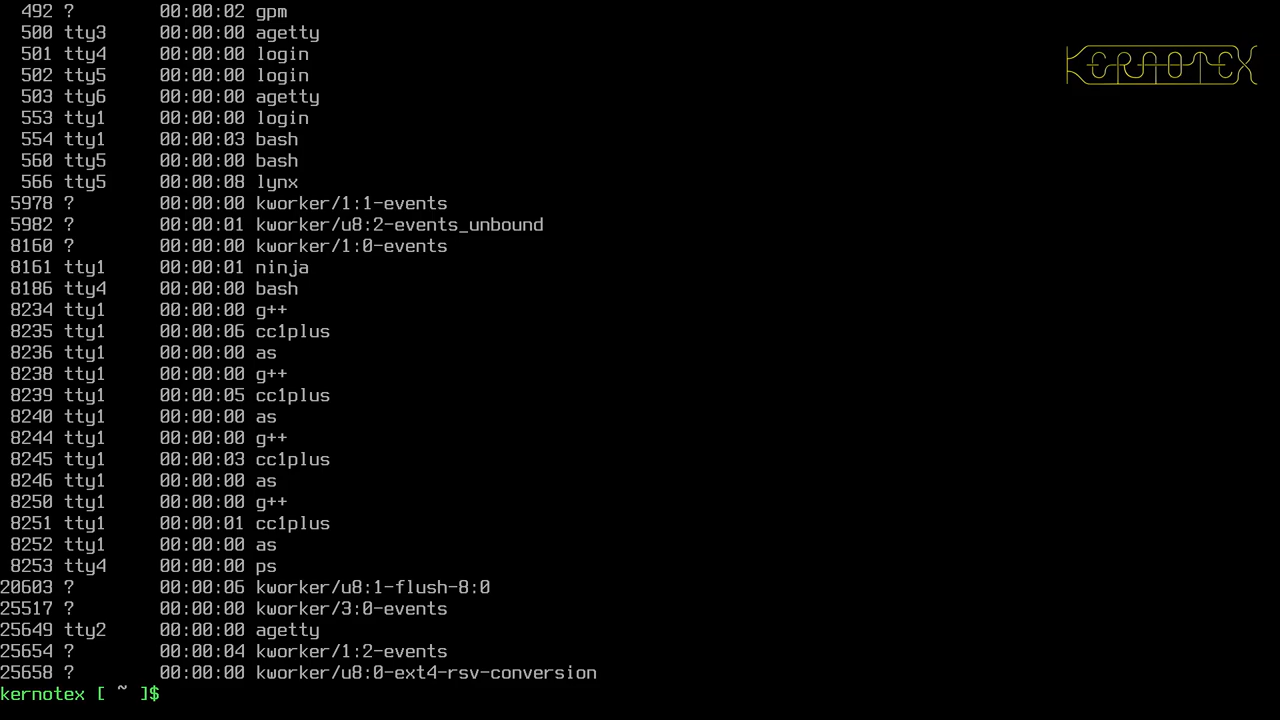 492 ?        00:00:02 gpm
KERNOTEX
500 tty3     00:00:00 agetty
501 tty4     00:00:00 login
502 tty5     00:00:00 login
503 tty6     00:00:00 agetty
553 tty1     00:00:00 login
554 tty1     00:00:03 bash
560 tty5     00:00:00 bash
566 tty5     00:00:08 lynx
5978 ?        00:00:00 kworker/1:1-events
5982 ?        00:00:01 kworker/u8:2-events_unbound
8160 ?        00:00:00 kworker/1:0-events
8161 tty1     00:00:01 ninja
8186 tty4     00:00:00 bash
8234 tty1     00:00:00 g++
8235 tty1     00:00:06 cc1plus
8236 tty1     00:00:00 as
8238 tty1     00:00:00 g++
8239 tty1     00:00:05 cc1plus
8240 tty1     00:00:00 as
8244 tty1     00:00:00 g++
8245 tty1     00:00:03 cc1plus
8246 tty1     00:00:00 as
8250 tty1     00:00:00 g++
8251 tty1     00:00:01 cc1plus
8252 tty1     00:00:00 as
8253 tty4     00:00:00 ps
20603 ?        00:00:06 kworker/u8:1-flush-8:0
25517 ?        00:00:00 kworker/3:0-events
25649 tty2     00:00:00 agetty
25654 ?        00:00:04 kworker/1:2-events
25658 ?        00:00:00 kworker/u8:0-ext4-rsv-conversion
kernotex [ ~ ]$